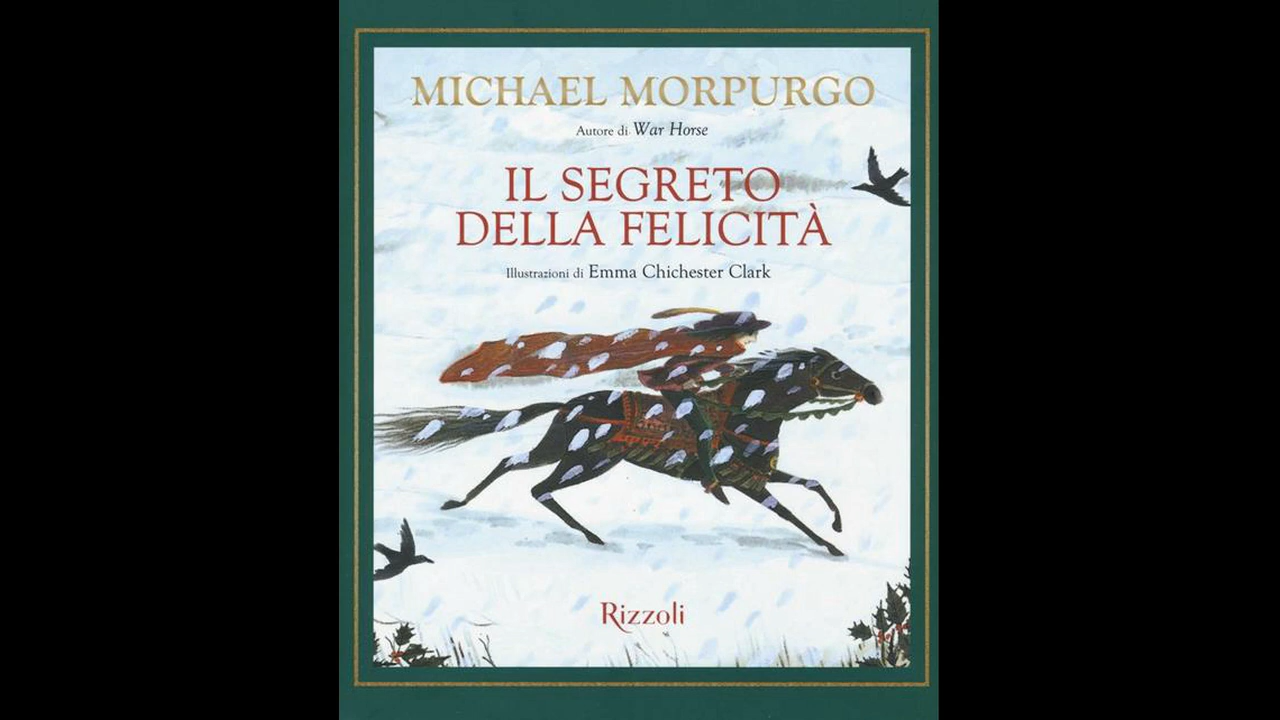 MICHAEL MORPURGO
Autore di War Horse
IL SEGRETO
DELLA FELICITÀ
Illustrazioni di Emma Chichester Clark
Rizzoli